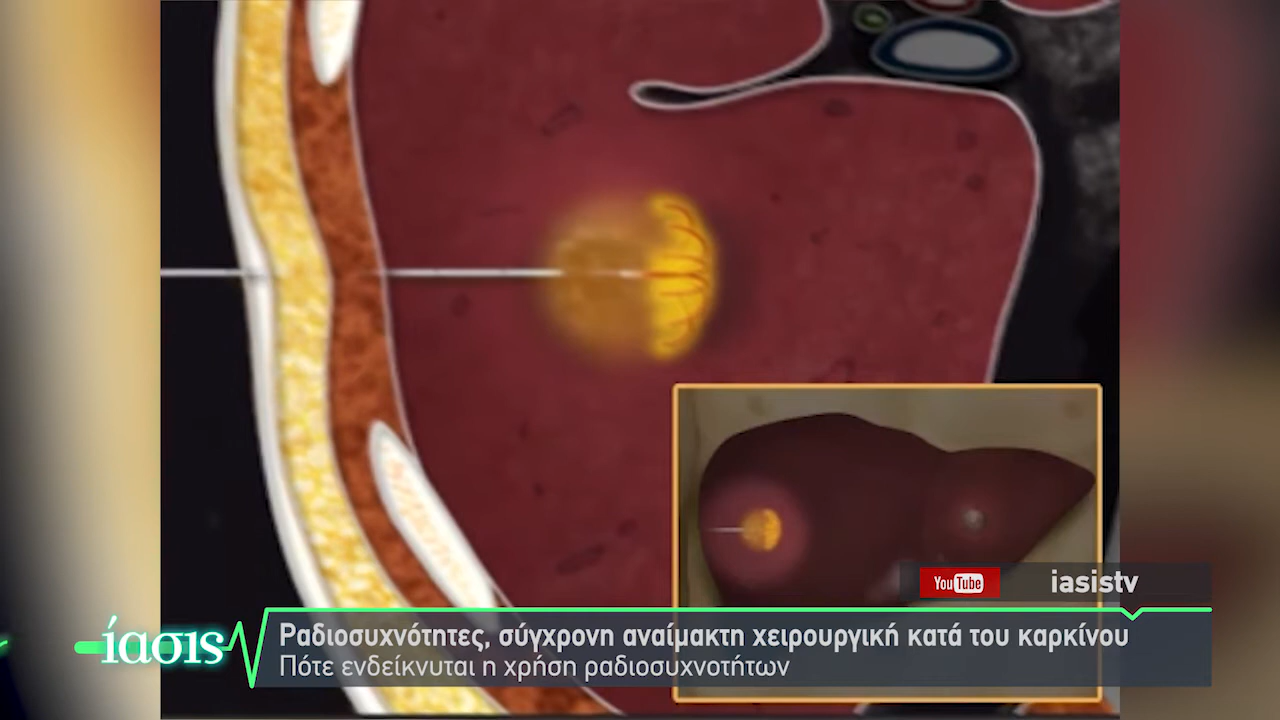 YouTube
iasistv
ίασις
Ραδιοσυχνότητες, σύγχρονη αναίμακτη χειρουργική κατά του καρκίνου
Πότε ενδείκνυται η χρήση ραδιοσυχνοτήτων